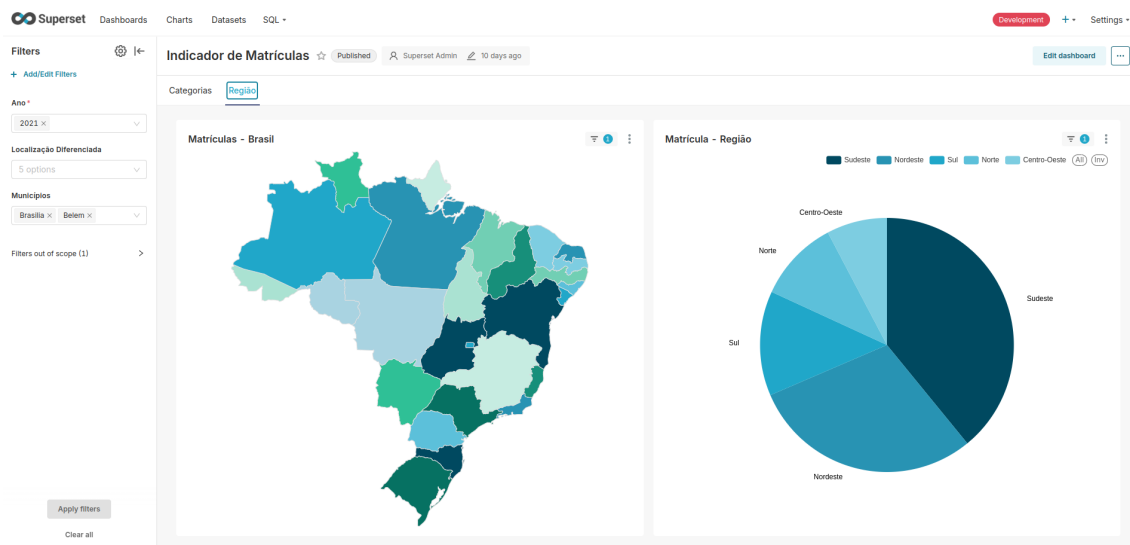 Superset Dashboards Charts Datasets SQL Development + Settings
Filters
+ Add/Edit Filters
Ano *
2021 ×
Localização Diferenciada
5 options
Municípios
Brasilia × Belem ×
Filters out of scope (1)
Apply filters
Clear all
Indicador de Matrículas Published Superset Admin 10 days ago Edit dashboard ...
Categorias Região
Matrículas - Brasil 1
Matrícula - Região 1
Sudeste Nordeste Sul Norte Centro-Oeste All Inv
Centro-Oeste
Norte
Sudeste
Sul
Nordeste